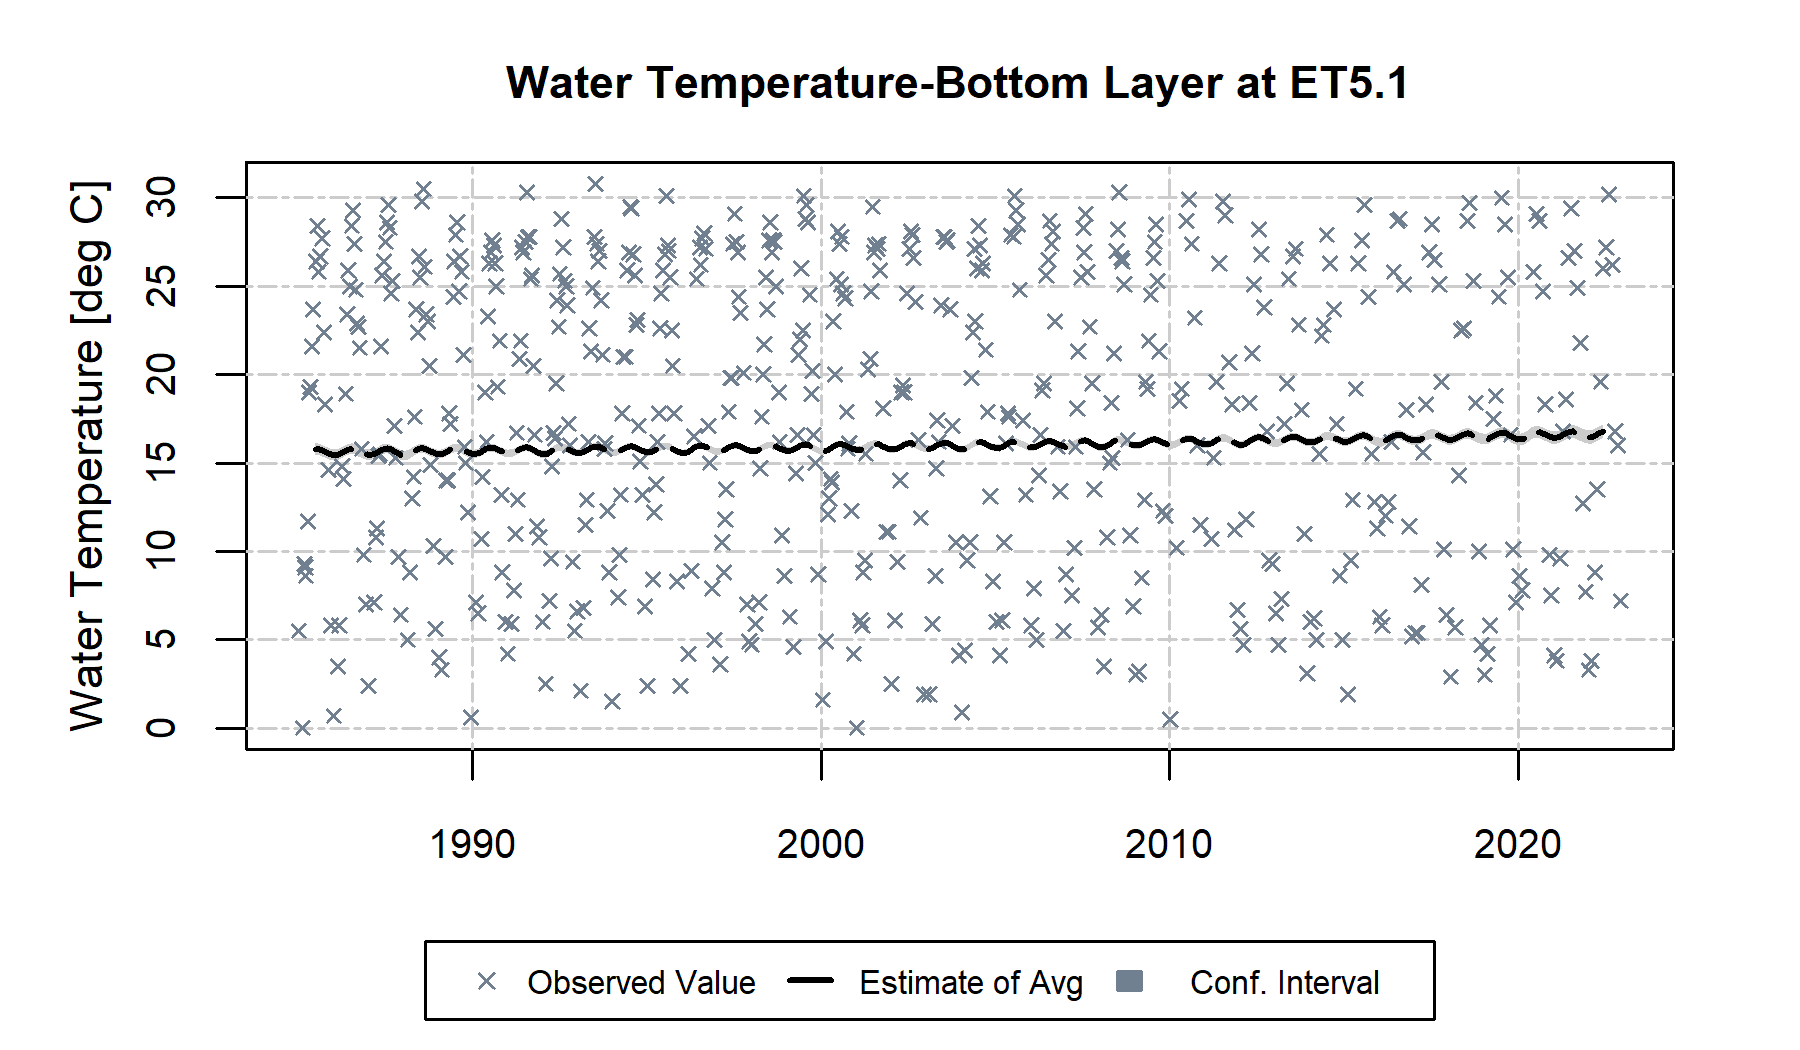 Water Temperature-Bottom Layer at ET5.1
Water Temperature [deg C]
30
25
20
15
10
5
0
1990 2000 2010 2020
Observed Value Estimate of Avg Conf. Interval